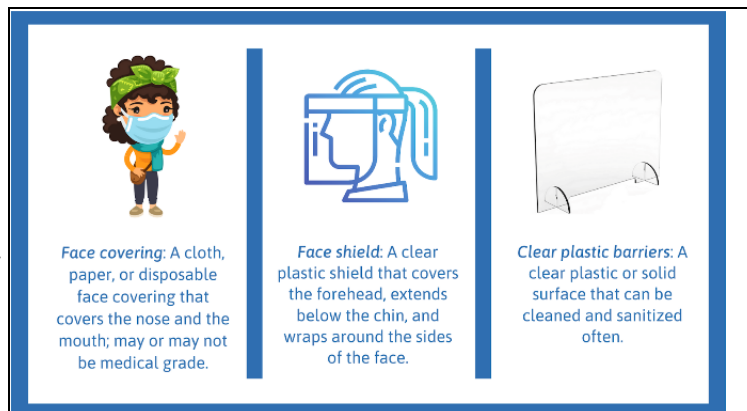 Face covering: A cloth,
paper, or disposable
face covering that
covers the nose and the
mouth; may or may not
be medical grade.
Face shield: A clear
plastic shield that covers
the forehead, extends
below the chin, and
wraps around the sides
of the face.
Clear plastic barriers: A
clear plastic or solid
surface that can be
cleaned and sanitized
often.